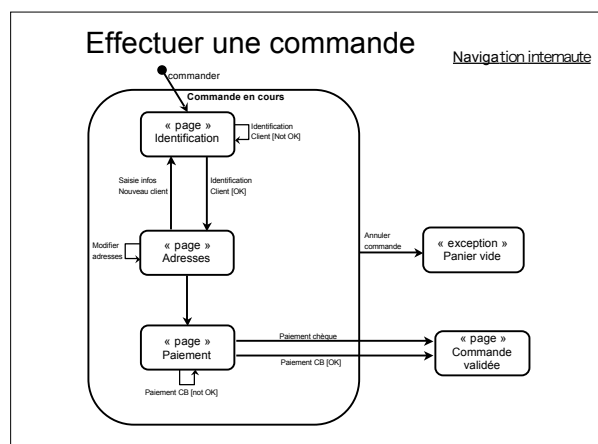 Effectuer une commande
Navigation internaute
commander
Commande en cours
« page »
Identification
Identification
Client [Not OK]
Saisie infos
Nouveau client
Identification
Client [OK]
Modifier
adresses
« page »
Adresses
Annuler
commande
« exception »
Panier vide
« page »
Paiement
Paiement chèque
Paiement CB [OK]
« page »
Commande
validée
Paiement CB [not OK]